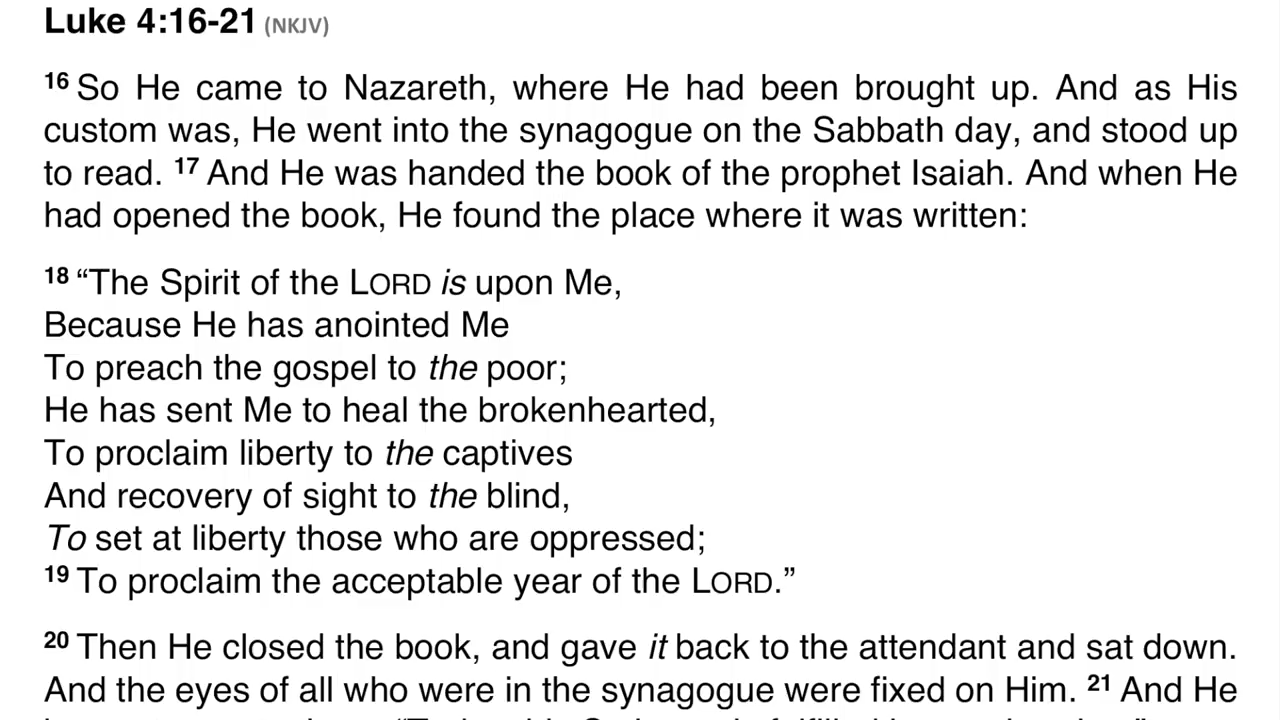 Luke 4:16-21 (NKJV)
16 So He came to Nazareth, where He had been brought up. And as His
custom was, He went into the synagogue on the Sabbath day, and stood up
to read. 17 And He was handed the book of the prophet Isaiah. And when He
had opened the book, He found the place where it was written:
18 “The Spirit of the LORD is upon Me,
Because He has anointed Me
To preach the gospel to the poor;
He has sent Me to heal the brokenhearted,
To proclaim liberty to the captives
And recovery of sight to the blind,
To set at liberty those who are oppressed;
19 To proclaim the acceptable year of the LORD.”
20 Then He closed the book, and gave it back to the attendant and sat down.
And the eyes of all who were in the synagogue were fixed on Him. 21 And He